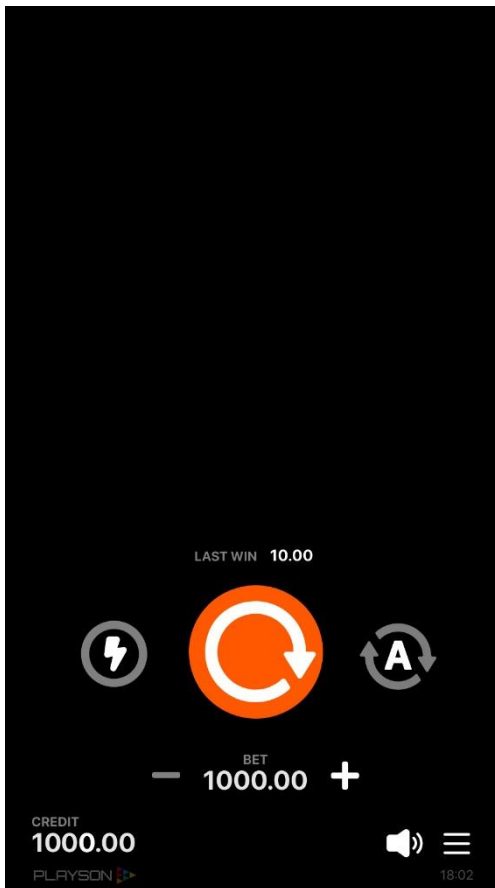 LAST WIN 10.00
A
BET
1000.00
CREDIT
1000.00
PLAYSON
18:02